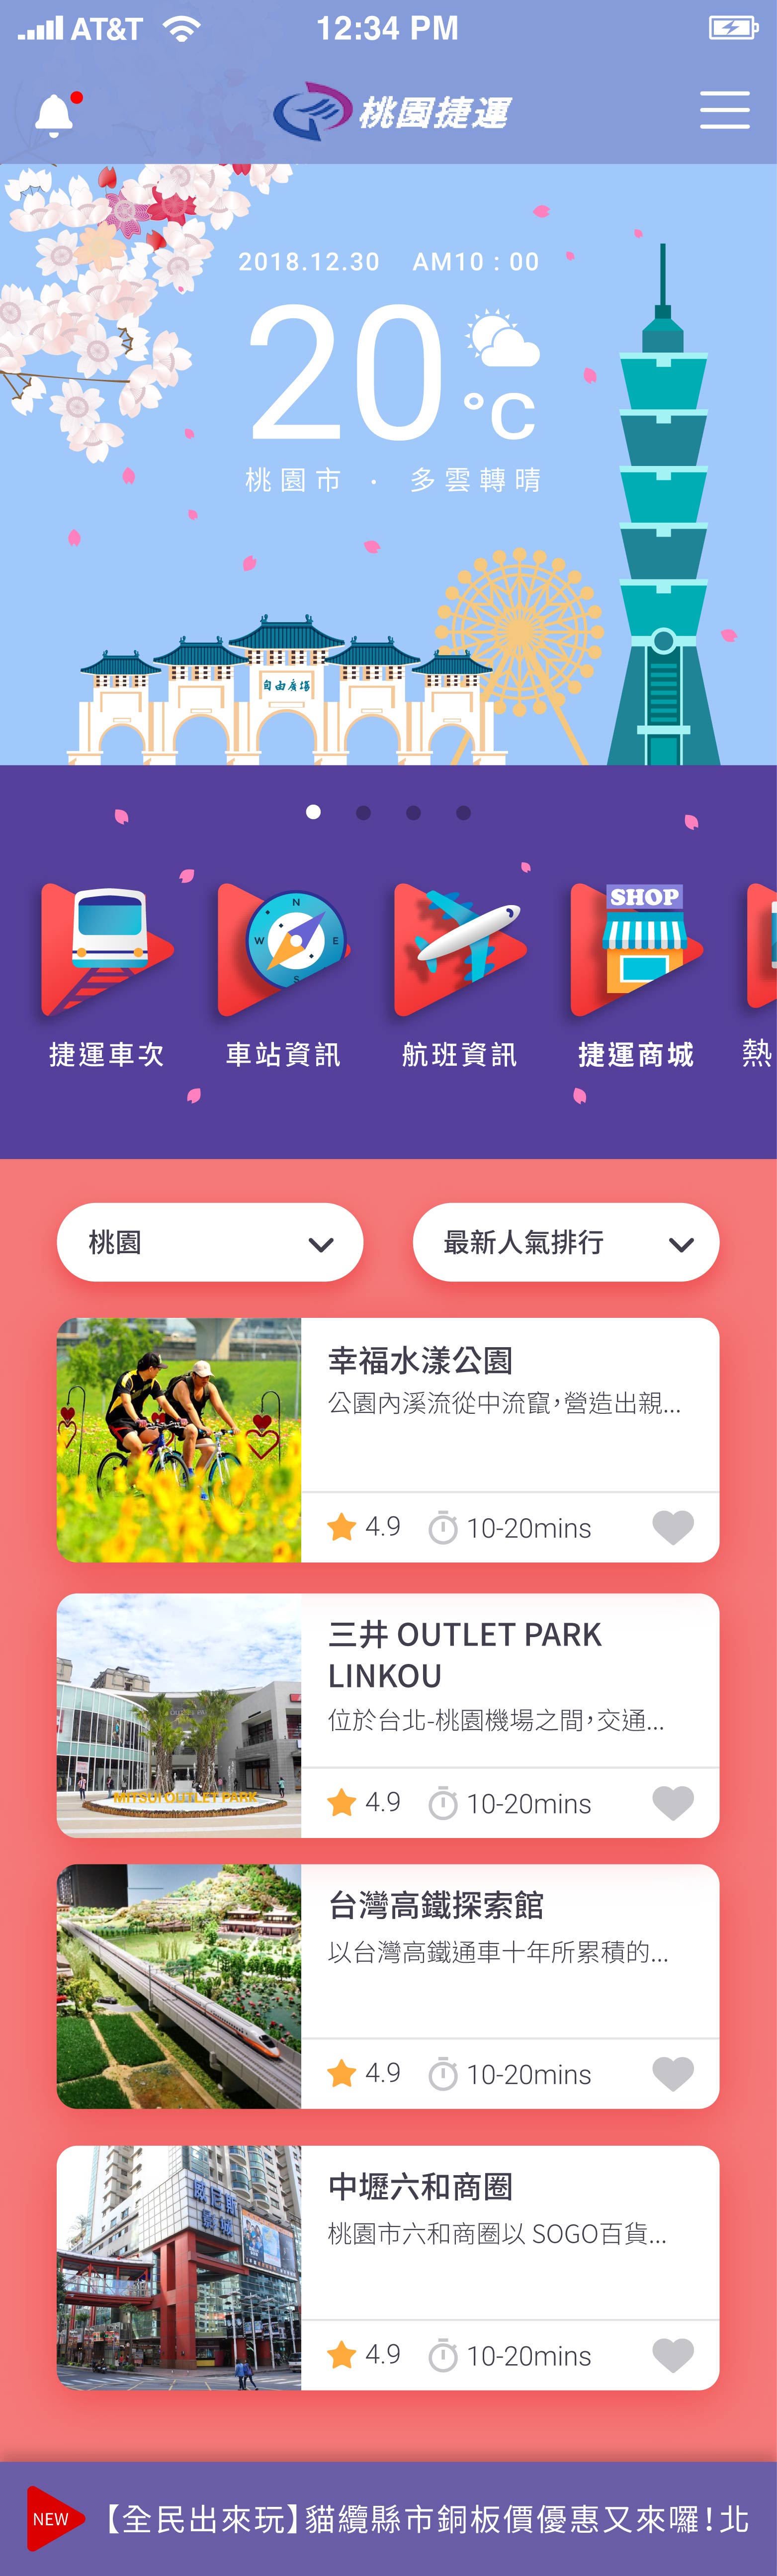 AT&T 12:34 PM
桃園捷運
2018.12.30 AM10 : 00
20 °C
桃園市 · 多雲轉晴
自由廣場
N
W E
S
SHOP
捷運車次 車站資訊 航班資訊 捷運商城 熱
桃園 最新人氣排行
幸福水漾公園
公園內溪流從中流竄，營造出親...
4.9 10-20mins
三井 OUTLET PARK
LINKOU
位於台北-桃園機場之間，交通...
MITSUI OUTLET PARK
4.9 10-20mins
台灣高鐵探索館
以台灣高鐵通車十年所累積的...
4.9 10-20mins
威尼斯
影城
中壢六和商圈
桃園市六和商圈以 SOGO百貨...
4.9 10-20mins
NEW 【全民出來玩】貓纜縣市銅板價優惠又來囉！北